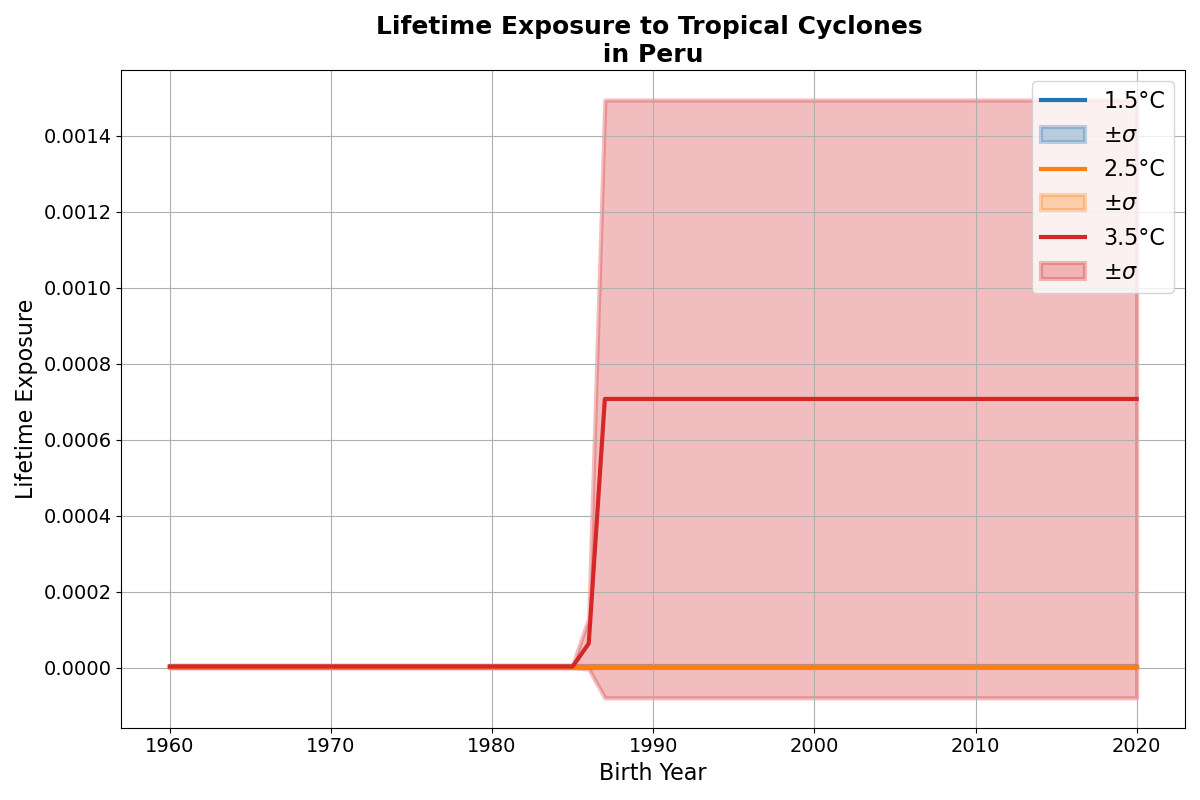 Lifetime Exposure to Tropical Cyclones
in Peru
1.5°C
±σ
2.5°C
±σ
3.5°C
±σ
Lifetime Exposure
0.0014
0.0012
0.0010
0.0008
0.0006
0.0004
0.0002
0.0000
1960 1970 1980 1990 2000 2010 2020
Birth Year